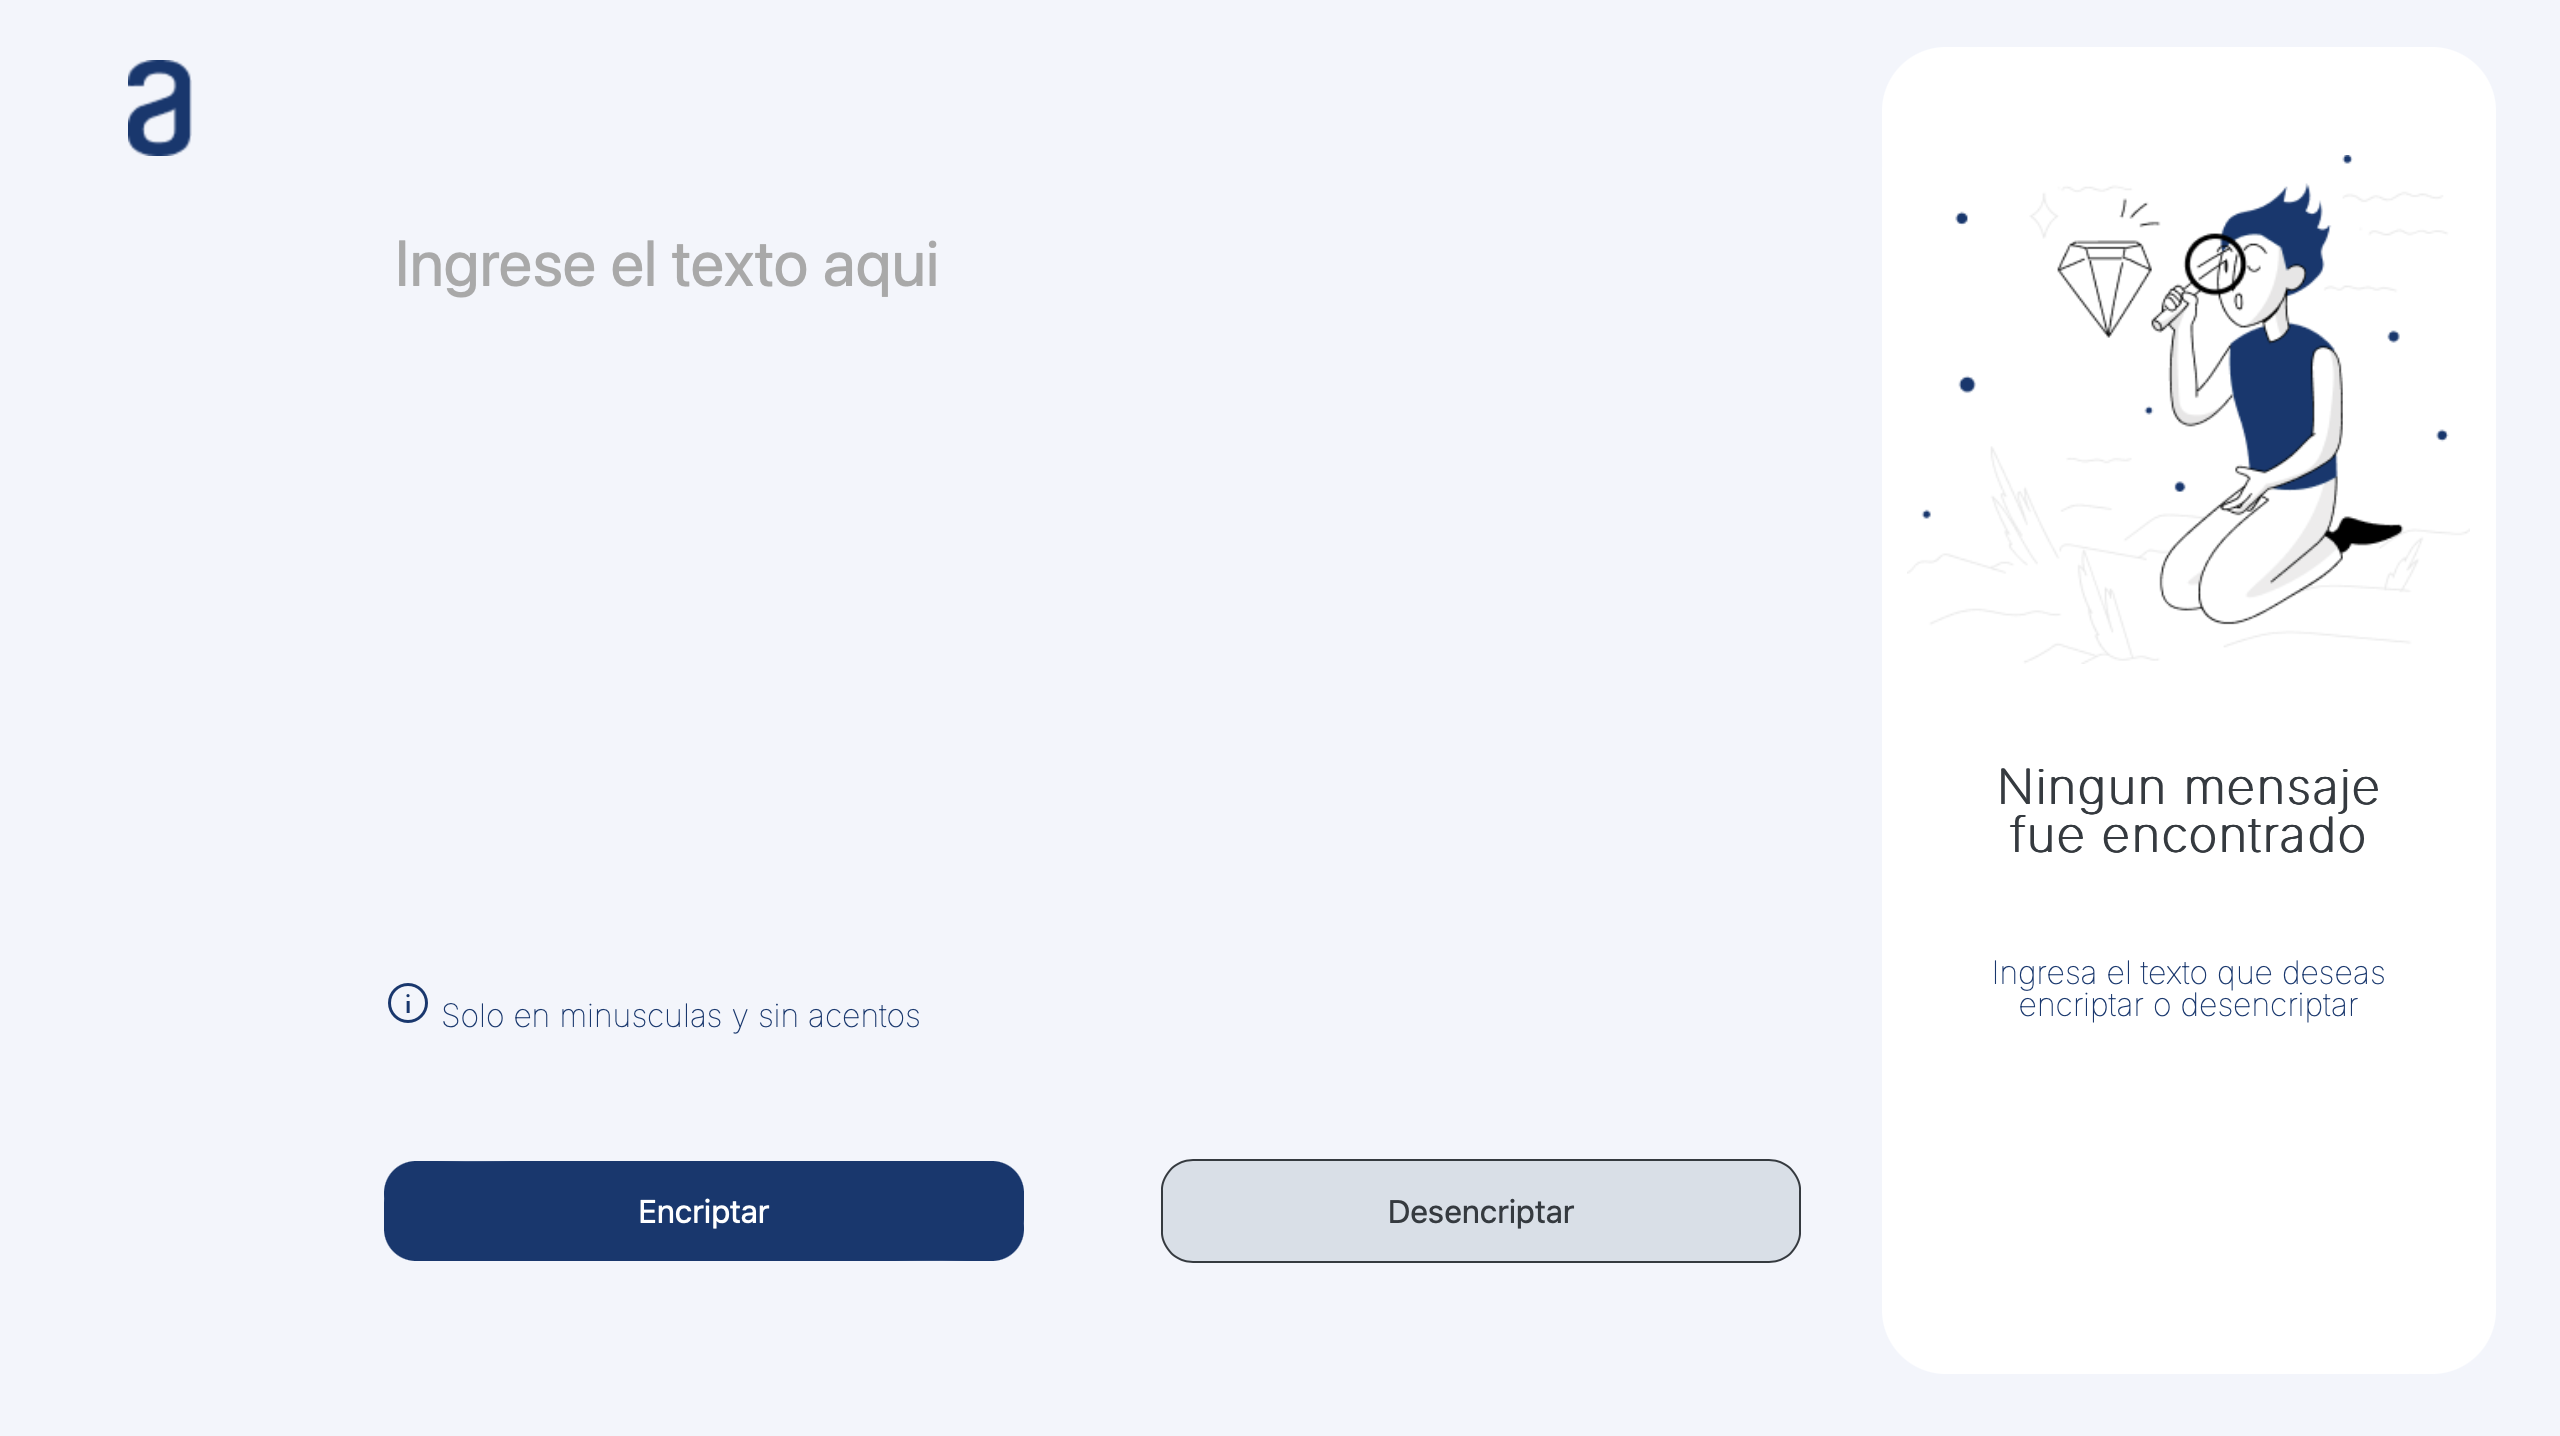 a
Ingrese el texto aqui
Solo en minusculas y sin acentos
Encriptar
Desencriptar
Ningun mensaje
fue encontrado
Ingresa el texto que deseas
encriptar o desencriptar